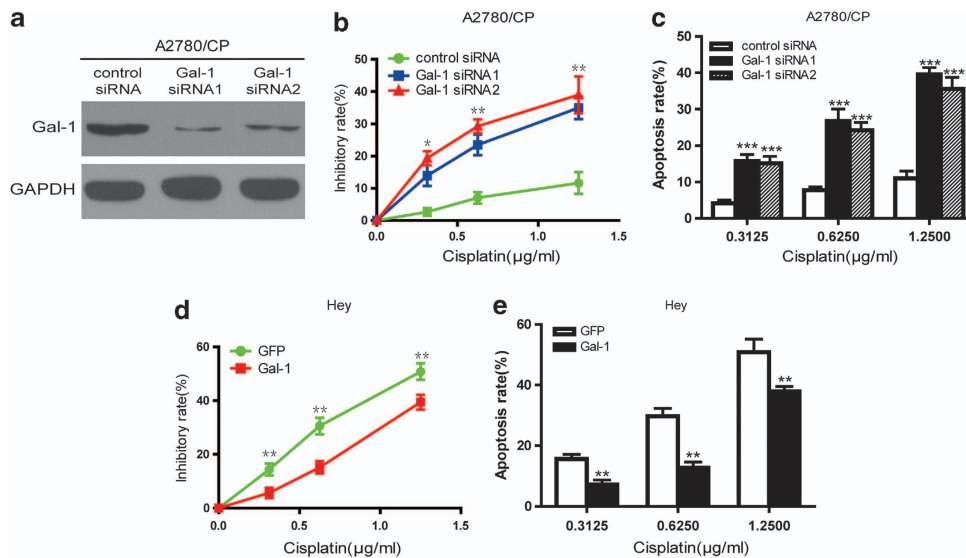 a
A2780/CP
control siRNA
Gal-1 siRNA1
Gal-1 siRNA2
Gal-1
GAPDH
b
A2780/CP
control siRNA
Gal-1 siRNA1
Gal-1 siRNA2
Inhibitory rate(%)
50
40
30
20
10
0
*
**
**
0.0 0.5 1.0 1.5
Cisplatin(μg/ml)
c
A2780/CP
control siRNA
Gal-1 siRNA1
Gal-1 siRNA2
Apoptosis rate(%)
50
40
30
20
10
0
*** ***
*** ***
*** ***
0.3125 0.6250 1.2500
Cisplatin(μg/ml)
d
Hey
GFP
Gal-1
Inhibitory rate(%)
60
40
20
0
**
**
**
0.0 0.5 1.0 1.5
Cisplatin(μg/ml)
e
Hey
GFP
Gal-1
Apoptosis rate(%)
60
40
20
0
**
**
**
0.3125 0.6250 1.2500
Cisplatin(μg/ml)